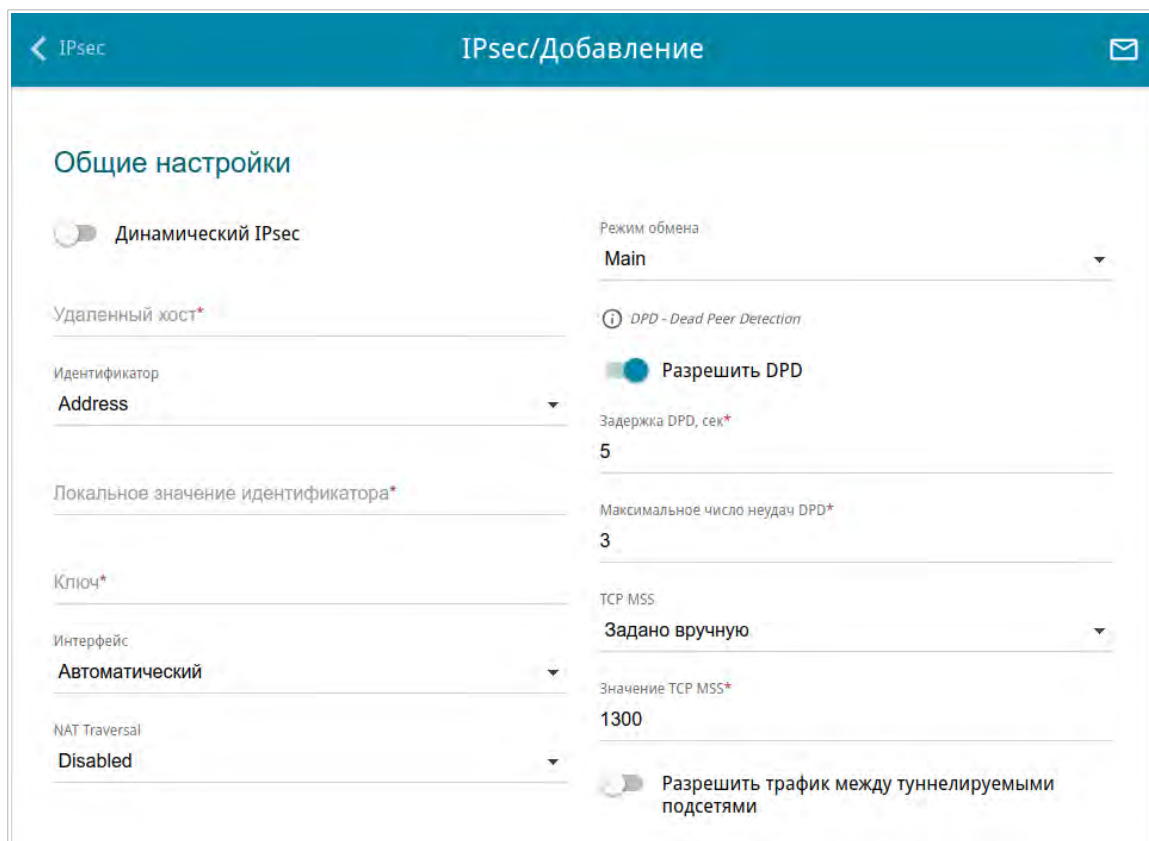 IPsec
IPsec/Добавление
Общие настройки
Динамический IPsec
Удаленный хост*
Идентификатор
Address
Локальное значение идентификатора*
Ключ*
Интерфейс
Автоматический
NAT Traversal
Disabled
Режим обмена
Main
DPD - Dead Peer Detection
Разрешить DPD
Задержка DPD, сек*
5
Максимальное число неудач DPD*
3
TCP MSS
Задано вручную
Значение TCP MSS*
1300
Разрешить трафик между туннелируемыми
подсетями